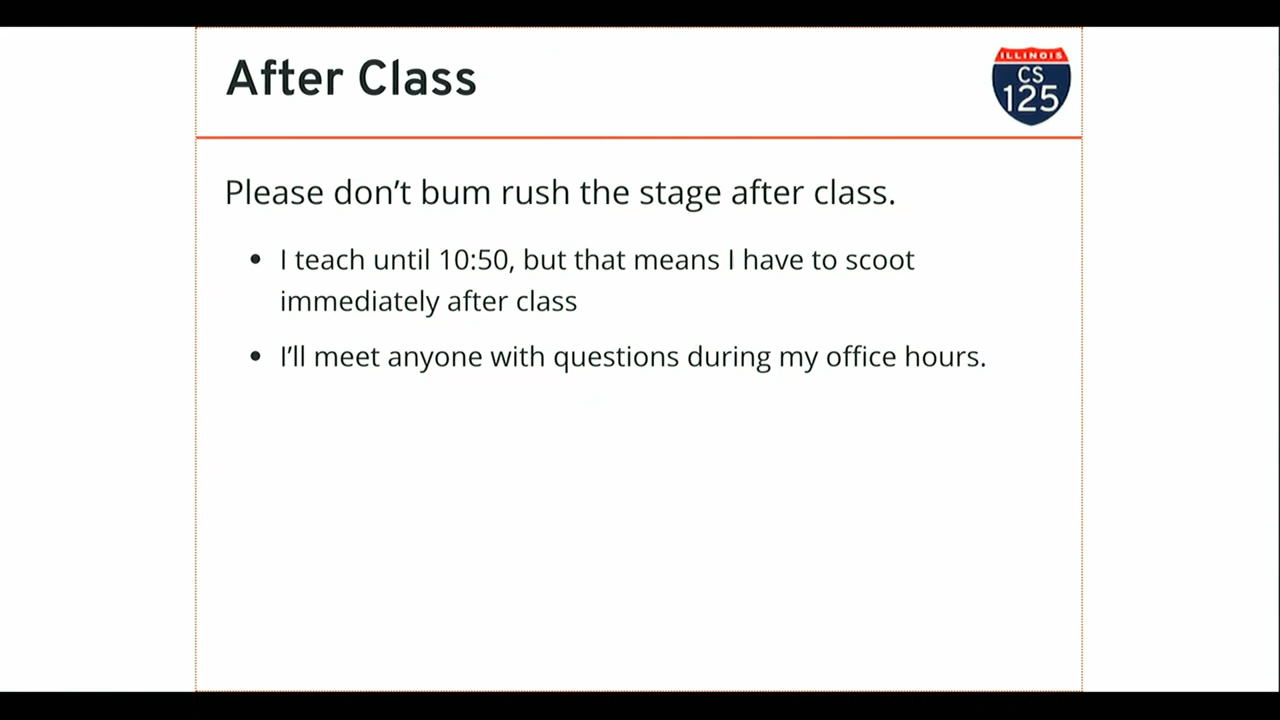 After Class
ILLINOIS
CS
125
Please don’t bum rush the stage after class.
• I teach until 10:50, but that means I have to scoot
immediately after class
• I’ll meet anyone with questions during my office hours.